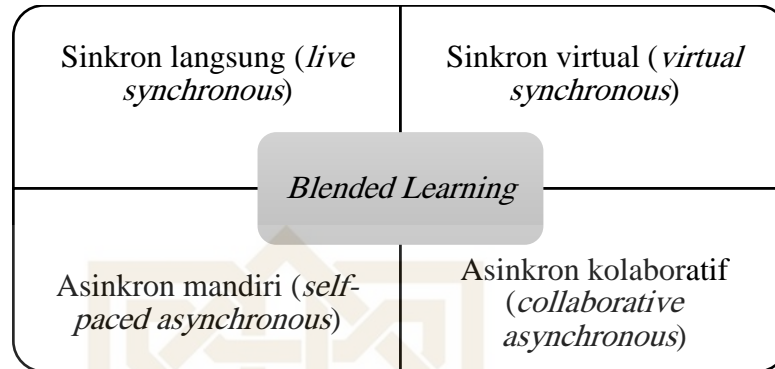 Sinkron langsung (live
synchronous)
Sinkron virtual (virtual
synchronous)
Blended Learning
Asinkron mandiri (self-
paced asynchronous)
Asinkron kolaboratif
(collaborative
asynchronous)